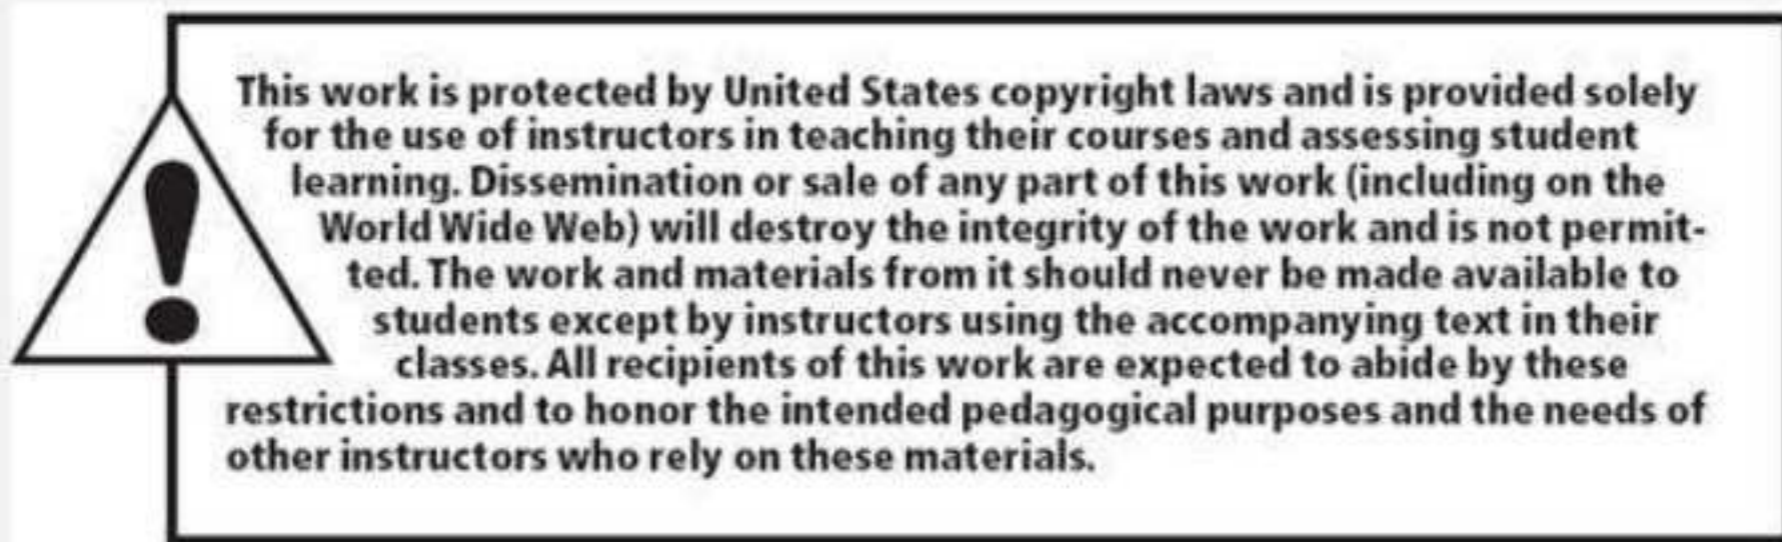 This work is protected by United States copyright laws and is provided solely
for the use of instructors in teaching their courses and assessing student
learning. Dissemination or sale of any part of this work (including on the
World Wide Web) will destroy the integrity of the work and is not permit-
ted. The work and materials from it should never be made available to
students except by instructors using the accompanying text in their
classes. All recipients of this work are expected to abide by these
restrictions and to honor the intended pedagogical purposes and the needs of
other instructors who rely on these materials.